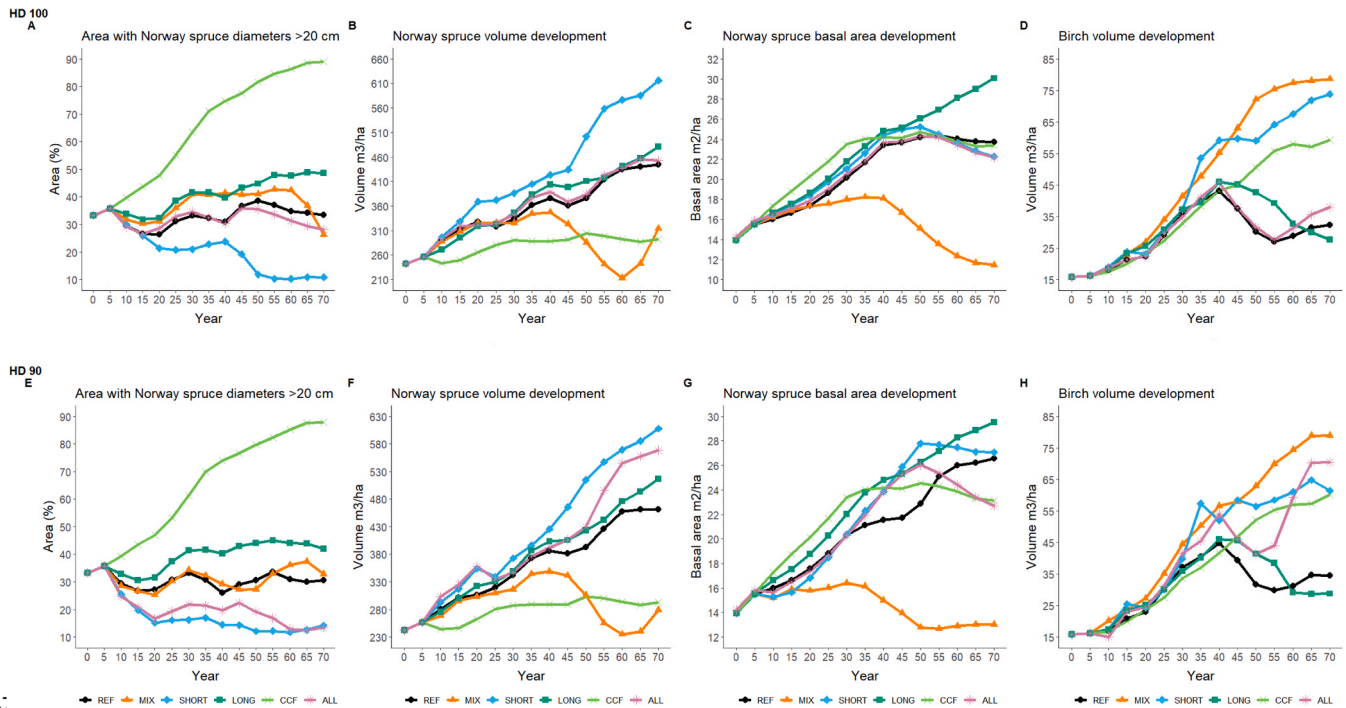 HD 100
A
Area with Norway spruce diameters >20 cm
Area (%)
90
80
70
60
50
40
30
20
10
0 5 10 15 20 25 30 35 40 45 50 55 60 65 70
Year
B
Norway spruce volume development
Volume m3/ha
660
610
560
510
460
410
360
310
260
210
0 5 10 15 20 25 30 35 40 45 50 55 60 65 70
Year
C
Norway spruce basal area development
Basal area m2/ha
32
30
28
26
24
22
20
18
16
14
12
10
0 5 10 15 20 25 30 35 40 45 50 55 60 65 70
Year
D
Birch volume development
Volume m3/ha
85
75
65
55
45
35
25
15
0 5 10 15 20 25 30 35 40 45 50 55 60 65 70
Year
HD 90
E
Area with Norway spruce diameters >20 cm
Area (%)
90
80
70
60
50
40
30
20
10
0 5 10 15 20 25 30 35 40 45 50 55 60 65 70
Year
F
Norway spruce volume development
Volume m3/ha
630
580
530
480
430
380
330
280
230
0 5 10 15 20 25 30 35 40 45 50 55 60 65 70
Year
G
Norway spruce basal area development
Basal area m2/ha
30
28
26
24
22
20
18
16
14
12
0 5 10 15 20 25 30 35 40 45 50 55 60 65 70
Year
H
Birch volume development
Volume m3/ha
85
75
65
55
45
35
25
15
0 5 10 15 20 25 30 35 40 45 50 55 60 65 70
Year
REF MIX SHORT LONG CCF ALL
REF MIX SHORT LONG CCF ALL
REF MIX SHORT LONG CCF ALL
REF MIX SHORT LONG CCF ALL